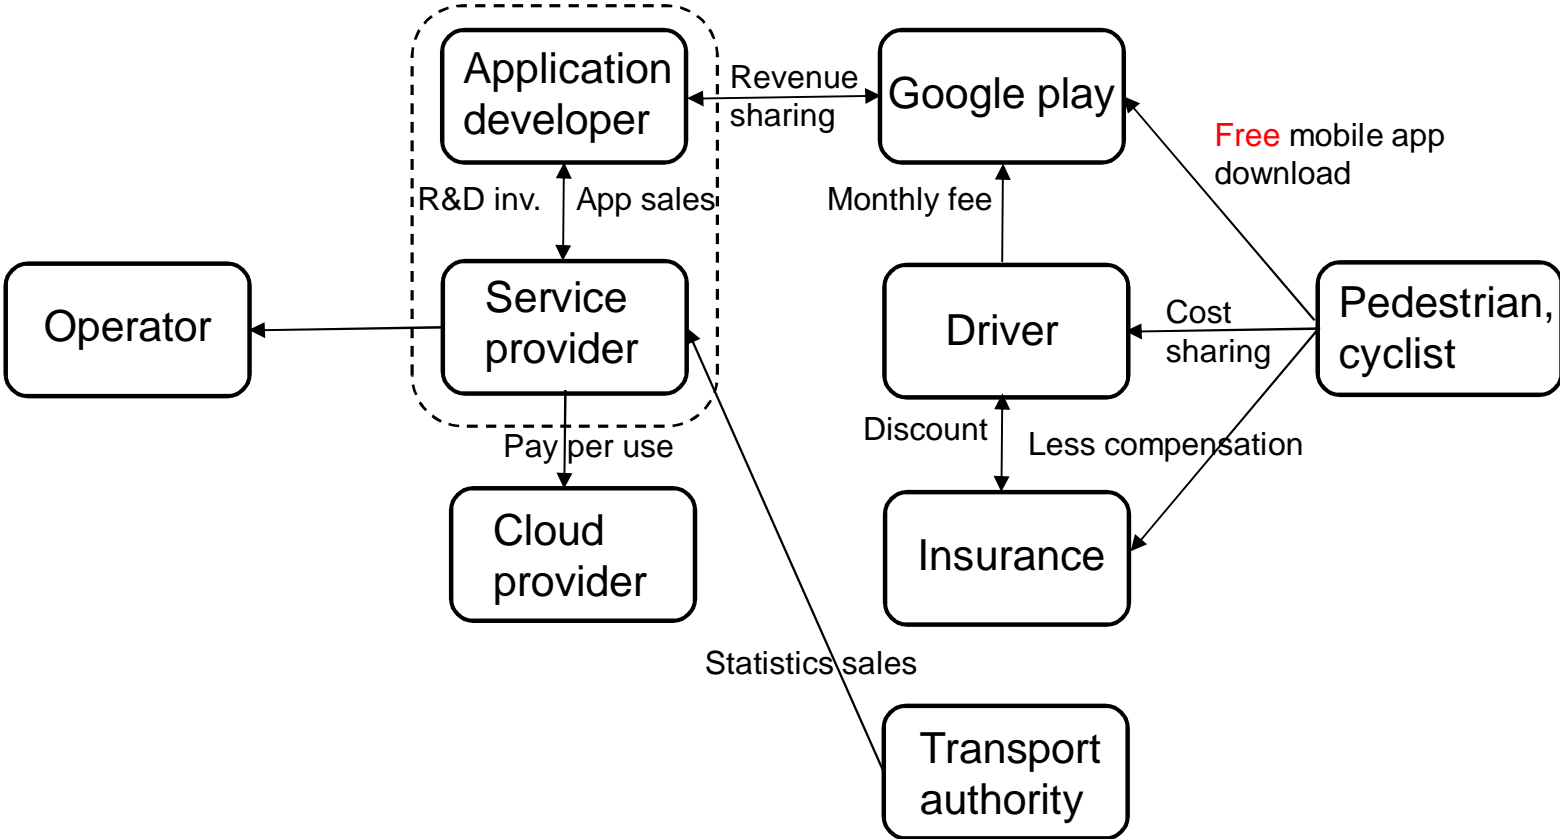 Application
developer
Revenue
sharing
Google play
Free mobile app
download
R&D inv.
App sales
Monthly fee
Operator
Service
provider
Driver
Cost
sharing
Pedestrian,
cyclist
Pay per use
Discount
Less compensation
Cloud
provider
Insurance
Statistics sales
Transport
authority